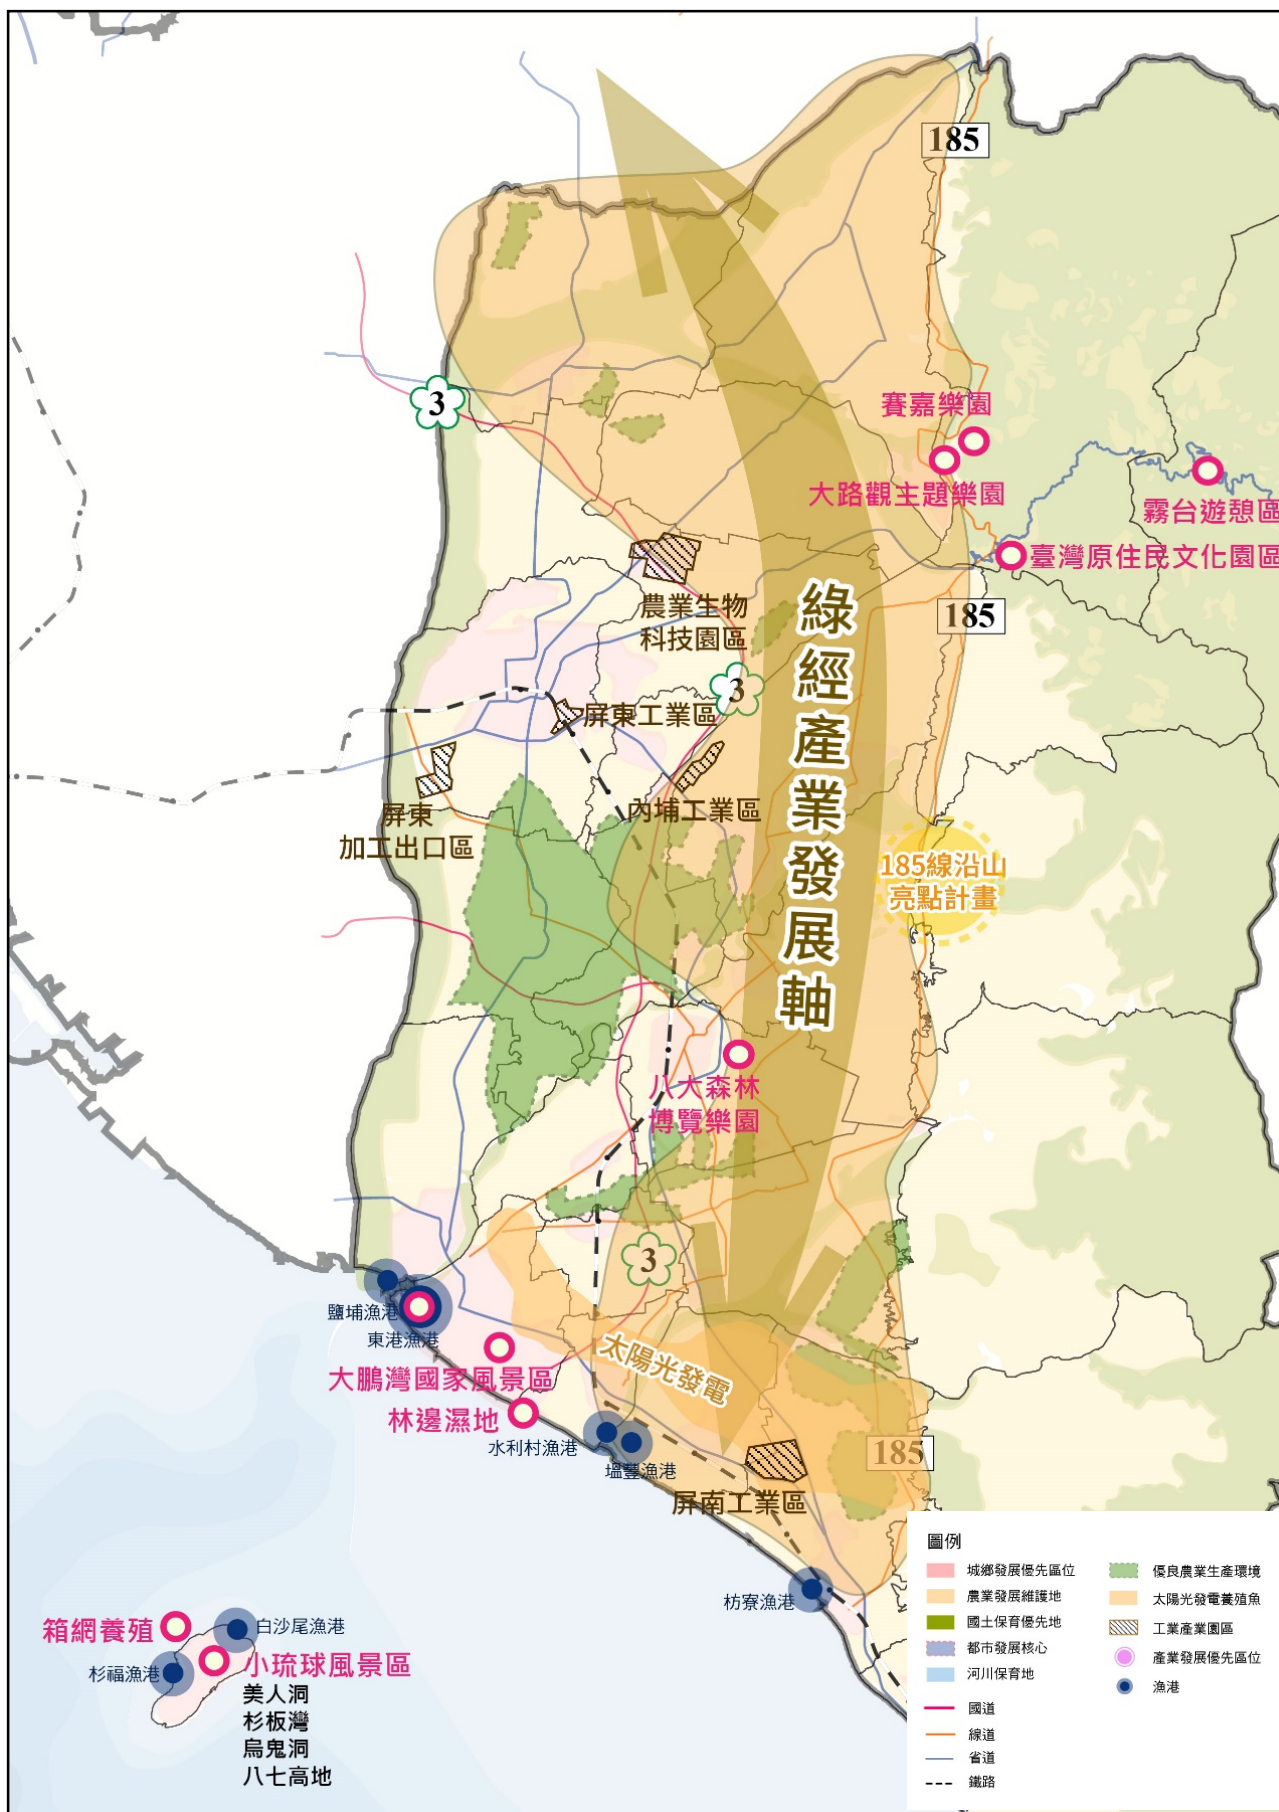 185
3
賽嘉樂園
大路觀主題樂園
霧台遊憩區
臺灣原住民文化園區
農業生物
科技園區
185
綠經產業發展軸
3
屏東工業區
內埔工業區
屏東
加工出口區
185線沿山
亮點計畫
八大森林
博覽樂園
3
鹽埔漁港
東港漁港
大鵬灣國家風景區
太陽光發電
林邊濕地
水利村漁港
塭豐漁港
185
屏南工業區
枋寮漁港
箱網養殖
白沙尾漁港
杉福漁港
小琉球風景區
美人洞
杉板灣
烏鬼洞
八七高地
圖例
城鄉發展優先區位
農業發展維護地
國土保育優先地
都市發展核心
河川保育地
國道
線道
省道
鐵路
優良農業生產環境
太陽光發電養殖魚
工業產業園區
產業發展優先區位
漁港